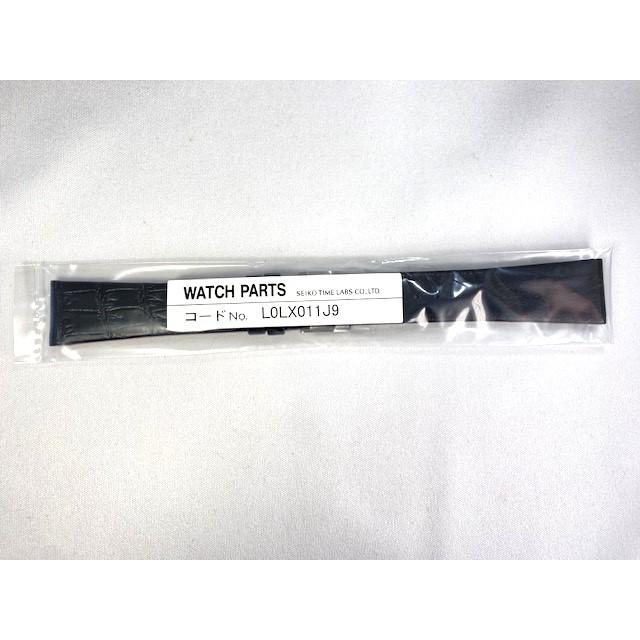 WATCH PARTS SEIKO TIME LABS CO.,LTD.
コードNo. L0LX011J9